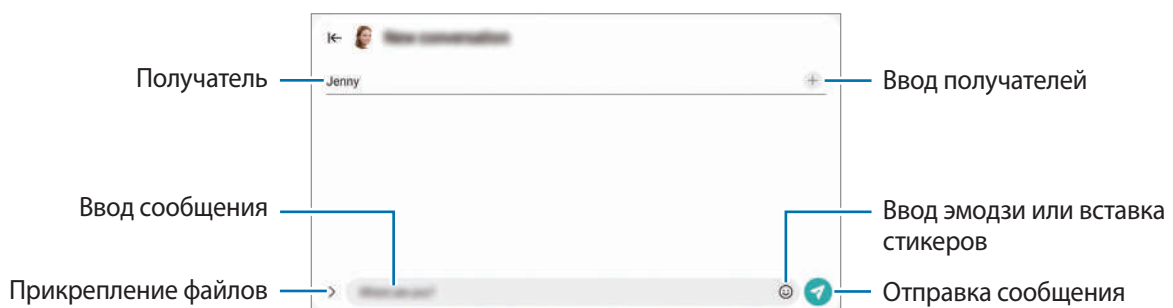 Получатель
Jenny
Ввод получателей
Ввод сообщения
Ввод эмодзи или вставка
стикеров
Прикрепление файлов
Отправка сообщения